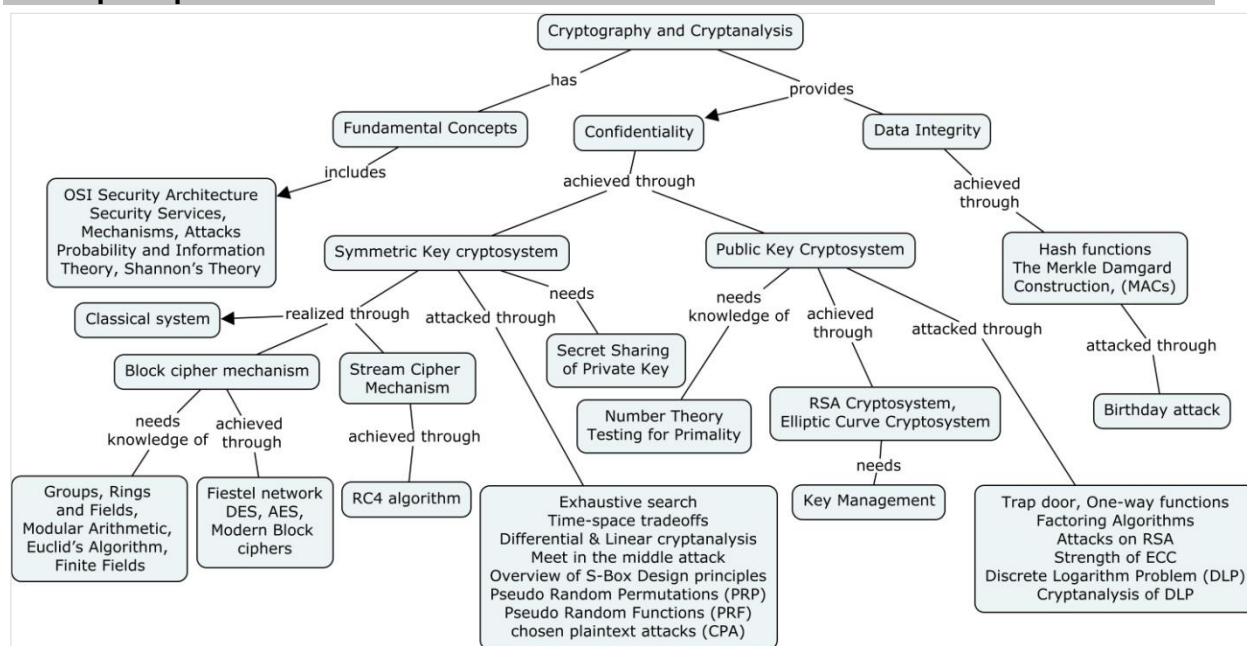 Cryptography and Cryptanalysis
has
provides
Fundamental Concepts
Confidentiality
Data Integrity
includes
achieved through
achieved
through
OSI Security Architecture
Security Services,
Mechanisms, Attacks
Probability and Information
Theory, Shannon's Theory
Symmetric Key cryptosystem
Public Key Cryptosystem
Hash functions
The Merkle Damgard
Construction, (MACs)
Classical system
realized through
attacked through
needs
needs
knowledge of
achieved
through
attacked through
attacked through
Block cipher mechanism
Stream Cipher
Mechanism
Secret Sharing
of Private Key
Number Theory
Testing for Primality
RSA Cryptosystem,
Elliptic Curve Cryptosystem
Birthday attack
needs
knowledge of
achieved
through
achieved through
needs
Groups, Rings
and Fields,
Modular Arithmetic,
Euclid's Algorithm,
Finite Fields
Fiestel network
DES, AES,
Modern Block
ciphers
RC4 algorithm
Exhaustive search
Time-space tradeoffs
Differential & Linear cryptanalysis
Meet in the middle attack
Overview of S-Box Design principles
Pseudo Random Permutations (PRP)
Pseudo Random Functions (PRF)
chosen plaintext attacks (CPA)
Key Management
Trap door, One-way functions
Factoring Algorithms
Attacks on RSA
Strength of ECC
Discrete Logarithm Problem (DLP)
Cryptanalysis of DLP